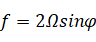 f = 2Ωsinφ